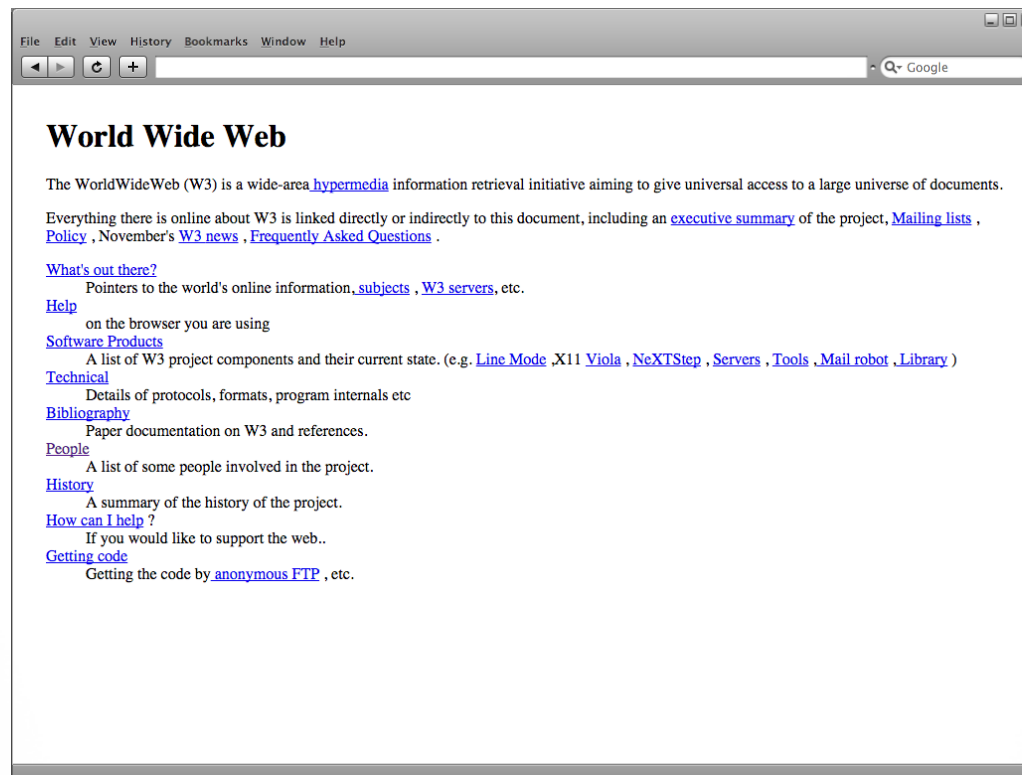 File Edit View History Bookmarks Window Help
Google
World Wide Web
The WorldWideWeb (W3) is a wide-area hypermedia information retrieval initiative aiming to give universal access to a large universe of documents.
Everything there is online about W3 is linked directly or indirectly to this document, including an executive summary of the project, Mailing lists ,
Policy , November's W3 news , Frequently Asked Questions .
What's out there?
Pointers to the world's online information, subjects , W3 servers, etc.
Help
on the browser you are using
Software Products
A list of W3 project components and their current state. (e.g. Line Mode ,X11 Viola , NeXTStep , Servers , Tools , Mail robot , Library )
Technical
Details of protocols, formats, program internals etc
Bibliography
Paper documentation on W3 and references.
People
A list of some people involved in the project.
History
A summary of the history of the project.
How can I help ?
If you would like to support the web..
Getting code
Getting the code by anonymous FTP , etc.